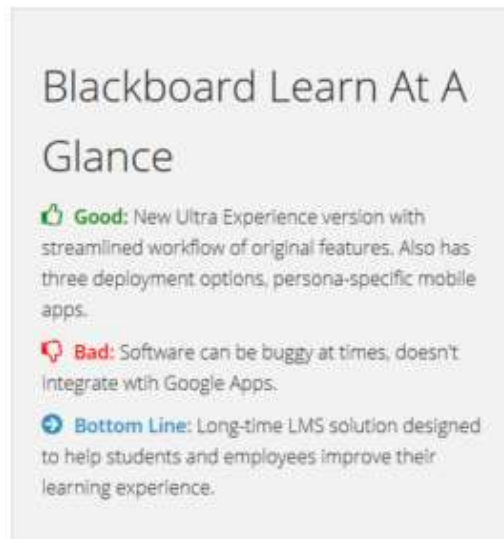 Blackboard Learn At A
Glance
Good: New Ultra Experience version with
streamlined workflow of original features. Also has
three deployment options, persona-specific mobile
apps.
Bad: Software can be buggy at times, doesn't
integrate wtih Google Apps.
Bottom Line: Long-time LMS solution designed
to help students and employees improve their
learning experience.